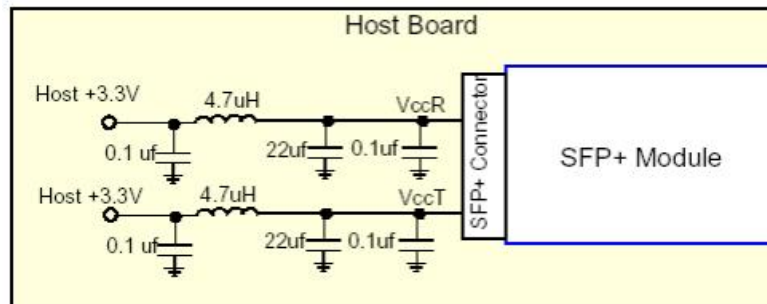 Host Board
Host +3.3V
4.7uH
VccR
0.1 uf
22uf
0.1uf
Host +3.3V
4.7uH
VccT
0.1 uf
22uf
0.1uf
SFP+ Connector
SFP+ Module